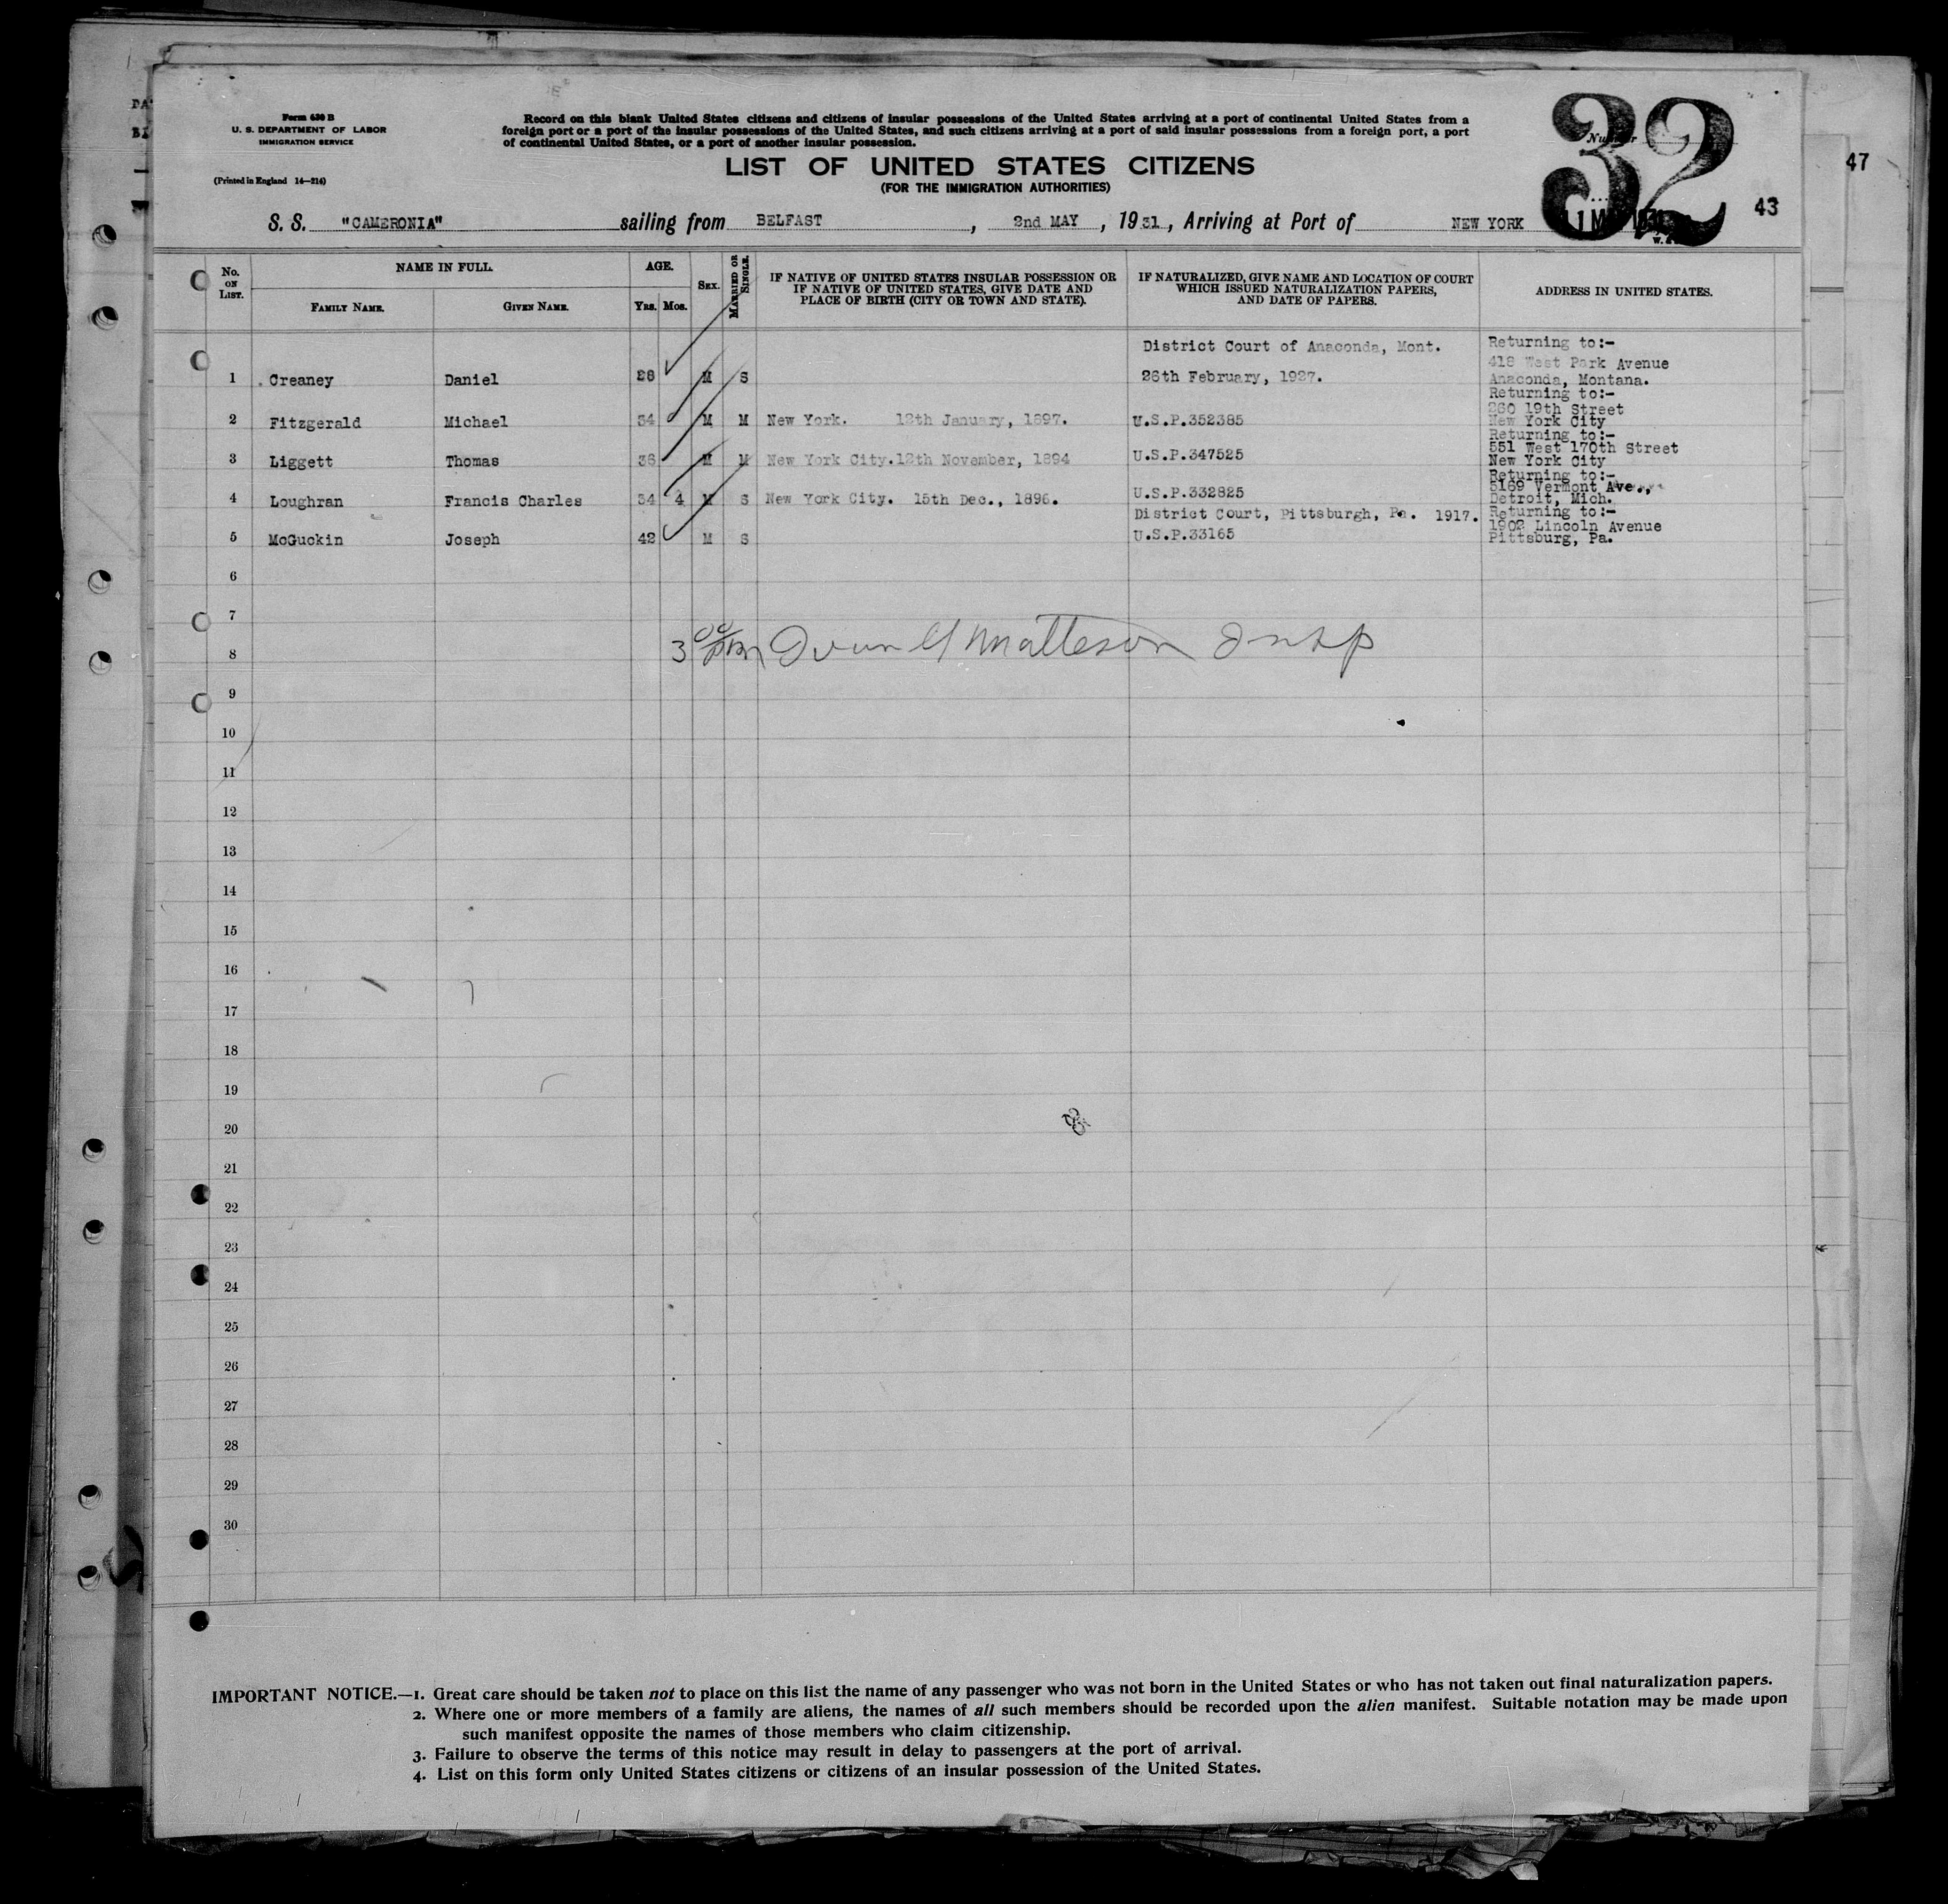 Form 630 B
U. S. DEPARTMENT OF LABOR
IMMIGRATION SERVICE
(Printed in England 14—214)
Record on this blank United States citizens and citizens of insular possessions of the United States arriving at a port of continental United States from a
foreign port or a port of the insular possessions of the United States, and such citizens arriving at a port of said insular possessions from a foreign port, a port
of continental United States, or a port of another insular possession.
LIST OF UNITED STATES CITIZENS
(FOR THE IMMIGRATION AUTHORITIES)
32
43
47
S. S. "CAMERONIA" sailing from BELFAST, 2nd MAY, 1931, Arriving at Port of NEW YORK
No. ON LIST.
NAME IN FULL.
FAMILY NAME.
GIVEN NAME.
AGE.
YRS. MOS.
SEX.
MARRIED OR SINGLE.
IF NATIVE OF UNITED STATES INSULAR POSSESSION OR
IF NATIVE OF UNITED STATES, GIVE DATE AND
PLACE OF BIRTH (CITY OR TOWN AND STATE).
IF NATURALIZED, GIVE NAME AND LOCATION OF COURT
WHICH ISSUED NATURALIZATION PAPERS,
AND DATE OF PAPERS.
ADDRESS IN UNITED STATES.
District Court of Anaconda, Mont. Returning to:-
418 West Park Avenue
1 Creaney Daniel 28 M S 26th February, 1927. Anaconda, Montana.
Returning to:-
260 19th Street
2 Fitzgerald Michael 34 M M New York. 12th January, 1897. U.S.P.352385 New York City
Returning to:-
551 West 170th Street
3 Liggett Thomas 36 M M New York City.12th November, 1894 U.S.P.347525 New York City
Returning to:-
5169 Vermont Ave.,
4 Loughran Francis Charles 34 4 M S New York City. 15th Dec., 1896. U.S.P.332825 Detroit, Mich.
District Court, Pittsburgh, Pa. 1917. Returning to:-
1902 Lincoln Avenue
5 McGuckin Joseph 42 M S U.S.P.33165 Pittsburg, Pa.
6
7
8
3 00 pm Matteson Insp
9
10
11
12
13
14
15
16
17
18
19
20
21
22
23
24
25
26
27
28
29
30
IMPORTANT NOTICE.—1. Great care should be taken not to place on this list the name of any passenger who was not born in the United States or who has not taken out final naturalization papers.
2. Where one or more members of a family are aliens, the names of all such members should be recorded upon the alien manifest. Suitable notation may be made upon
such manifest opposite the names of those members who claim citizenship.
3. Failure to observe the terms of this notice may result in delay to passengers at the port of arrival.
4. List on this form only United States citizens or citizens of an insular possession of the United States.